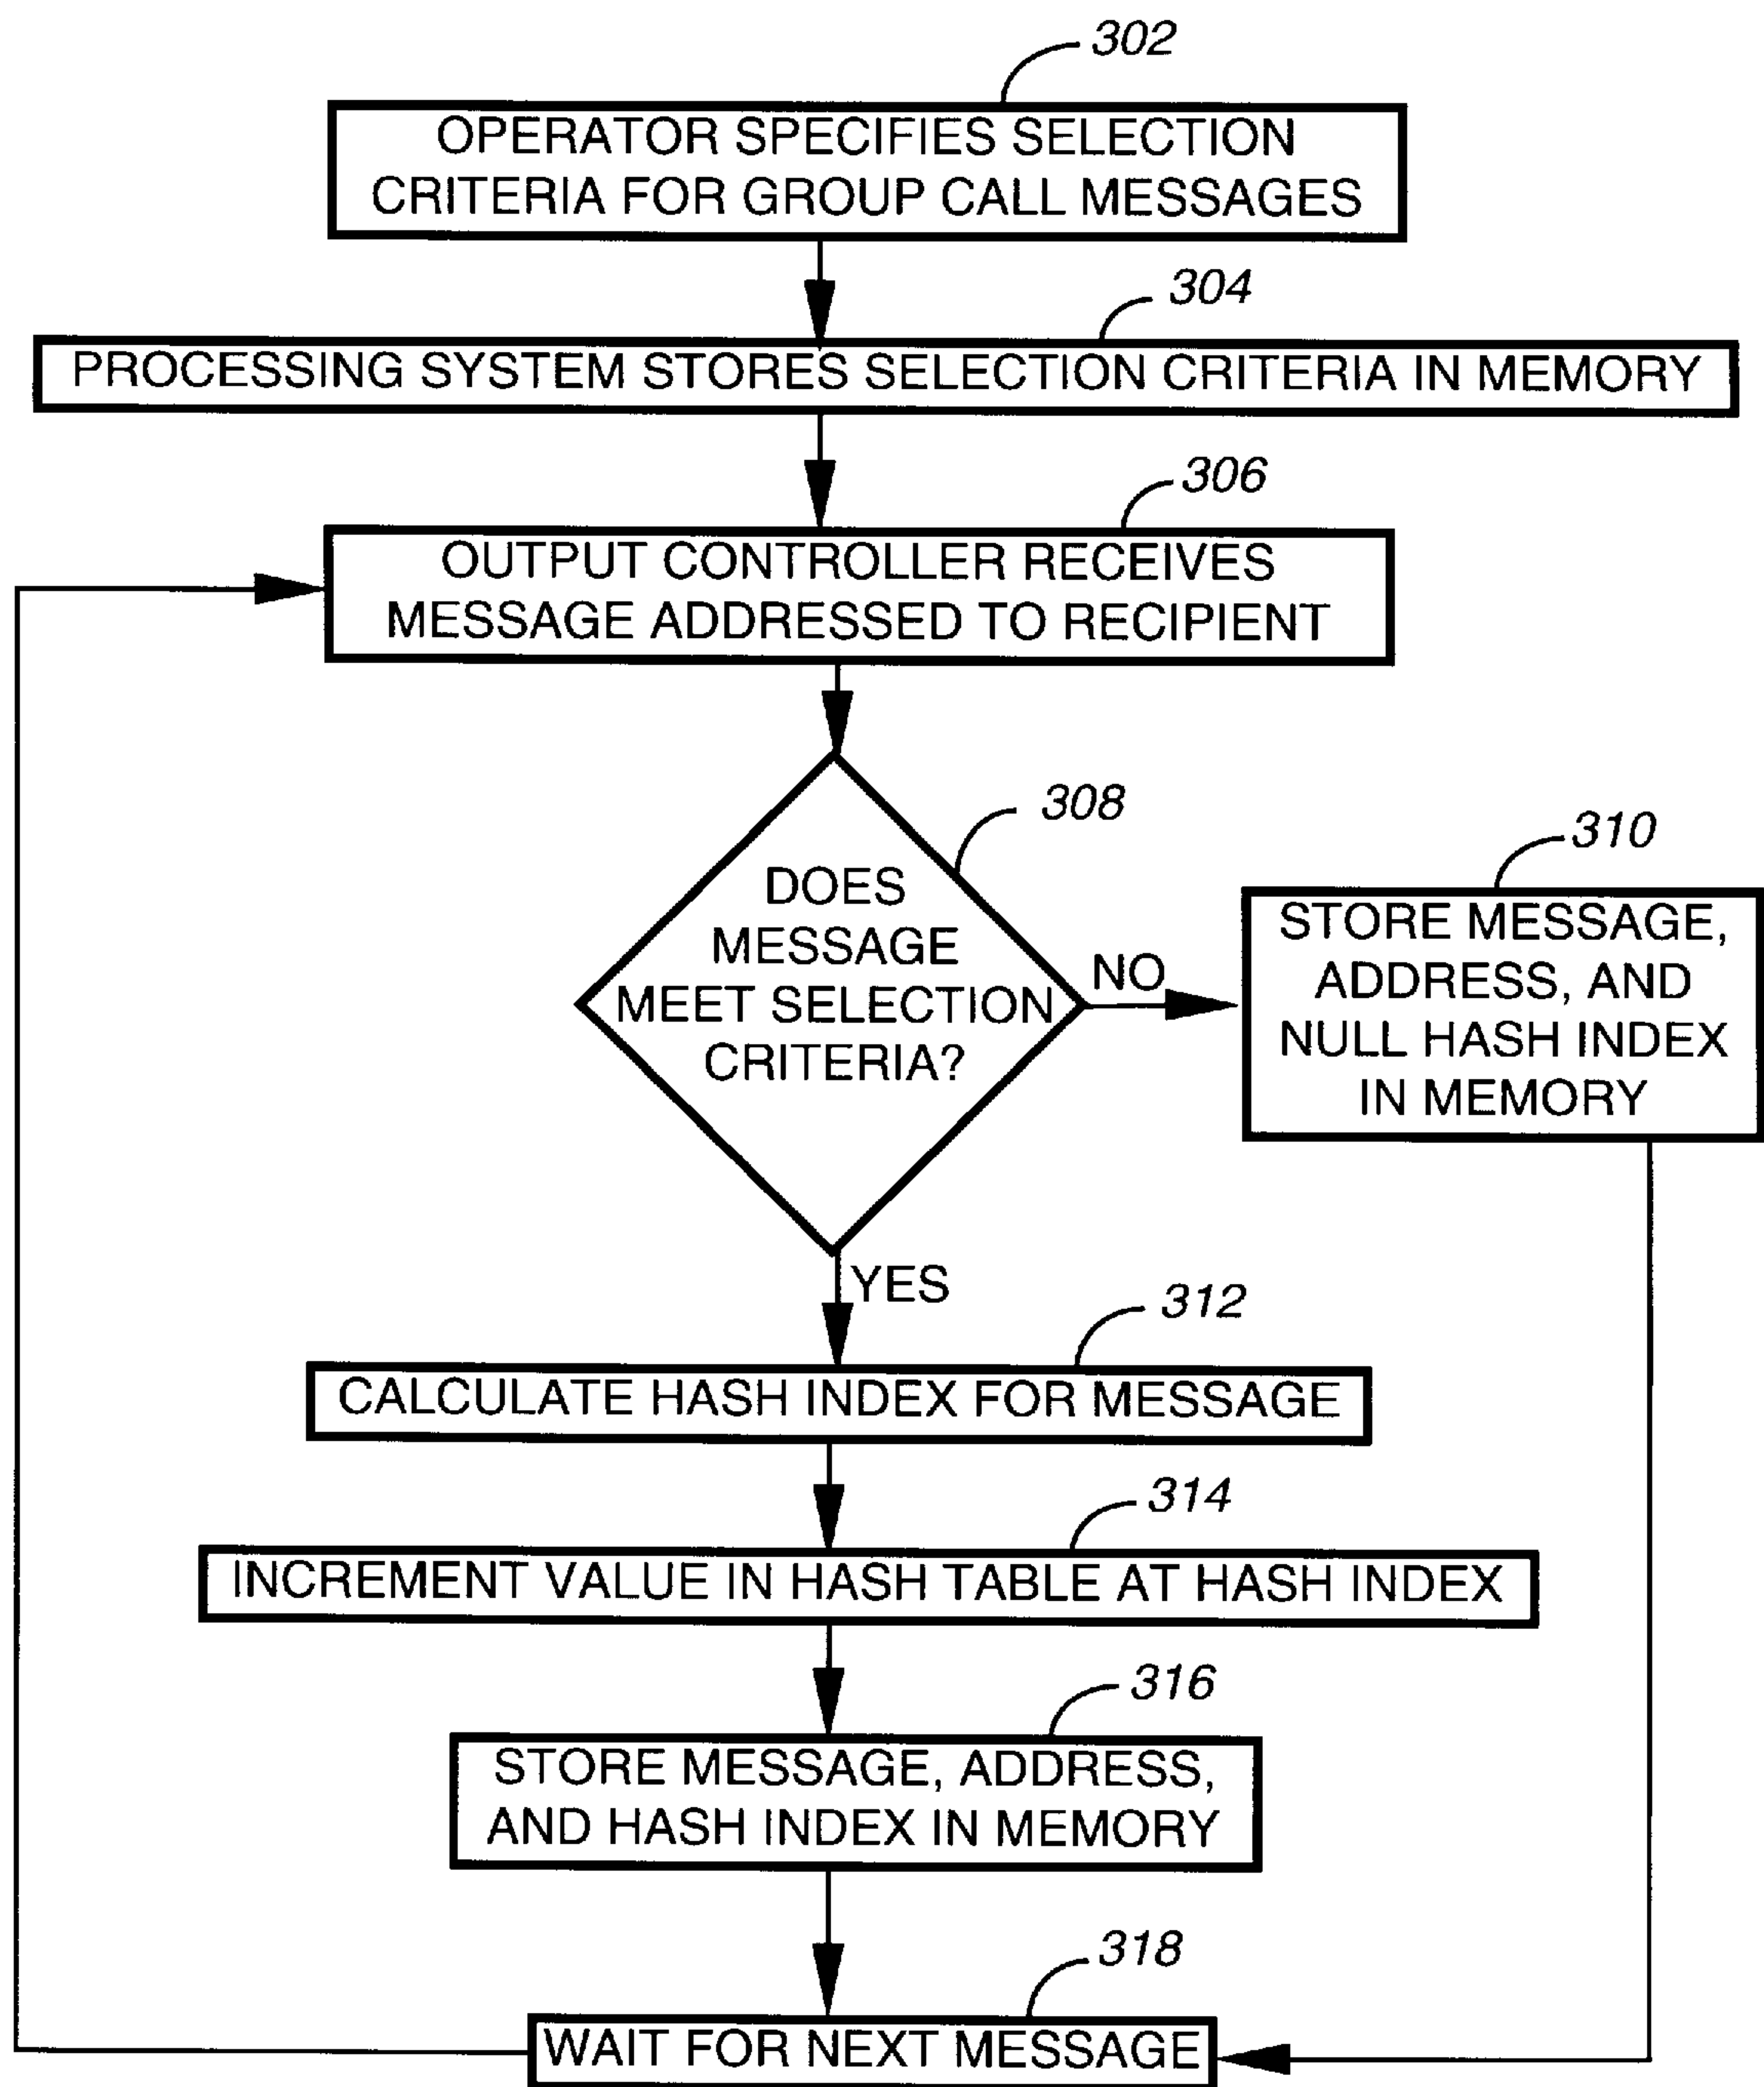 302
OPERATOR SPECIFIES SELECTION
CRITERIA FOR GROUP CALL MESSAGES
304
PROCESSING SYSTEM STORES SELECTION CRITERIA IN MEMORY
306
OUTPUT CONTROLLER RECEIVES
MESSAGE ADDRESSED TO RECIPIENT
308
DOES
MESSAGE
MEET SELECTION
CRITERIA?
NO
310
STORE MESSAGE,
ADDRESS, AND
NULL HASH INDEX
IN MEMORY
YES
312
CALCULATE HASH INDEX FOR MESSAGE
314
INCREMENT VALUE IN HASH TABLE AT HASH INDEX
316
STORE MESSAGE, ADDRESS,
AND HASH INDEX IN MEMORY
318
WAIT FOR NEXT MESSAGE